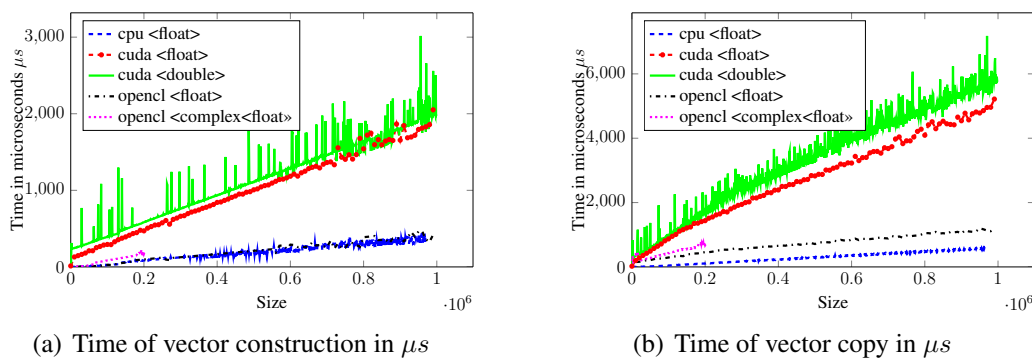 3,000
2,000
1,000
0
Time in microseconds μs
cpu <float>
cuda <float>
cuda <double>
opencl <float>
opencl <complex<float»
0 0.2 0.4 0.6 0.8 1
Size
·10⁶
(a) Time of vector construction in μs
6,000
4,000
2,000
0
Time in microseconds μs
cpu <float>
cuda <float>
cuda <double>
opencl <float>
opencl <complex<float»
0 0.2 0.4 0.6 0.8 1
Size
·10⁶
(b) Time of vector copy in μs